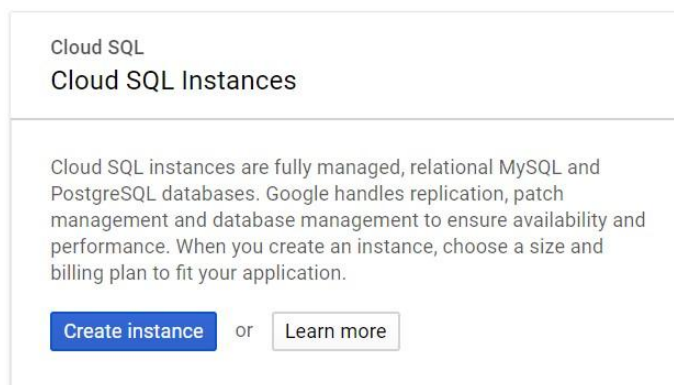 Cloud SQL
Cloud SQL Instances
Cloud SQL instances are fully managed, relational MySQL and
PostgreSQL databases. Google handles replication, patch
management and database management to ensure availability and
performance. When you create an instance, choose a size and
billing plan to fit your application.
Create instance or Learn more